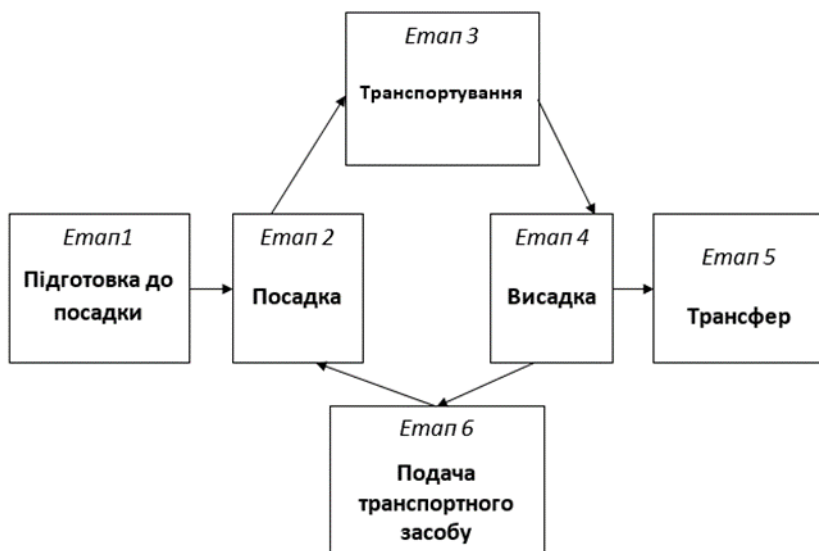 Етап 3
Транспортування
Етап1
Підготовка до
посадки
Етап 2
Посадка
Етап 4
Висадка
Етап 5
Трансфер
Етап 6
Подача
транспортного
засобу